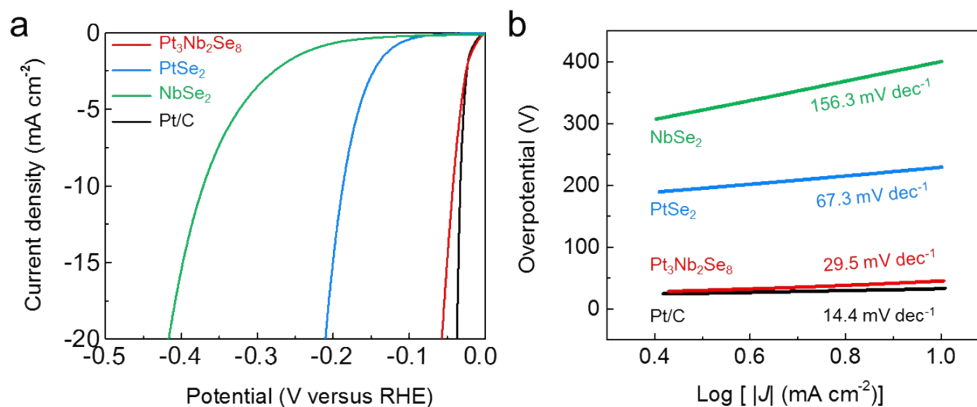 a
Pt₃Nb₂Se₈
PtSe₂
NbSe₂
Pt/C
0
-5
-10
-15
-20
-0.5
-0.4
-0.3
-0.2
-0.1
0.0
Current density (mA cm⁻²)
Potential (V versus RHE)
b
400
300
200
100
0
0.4
0.6
0.8
1.0
Overpotential (V)
Log [ |J| (mA cm⁻²)]
156.3 mV dec⁻¹
NbSe₂
PtSe₂
67.3 mV dec⁻¹
Pt₃Nb₂Se₈
29.5 mV dec⁻¹
Pt/C
14.4 mV dec⁻¹